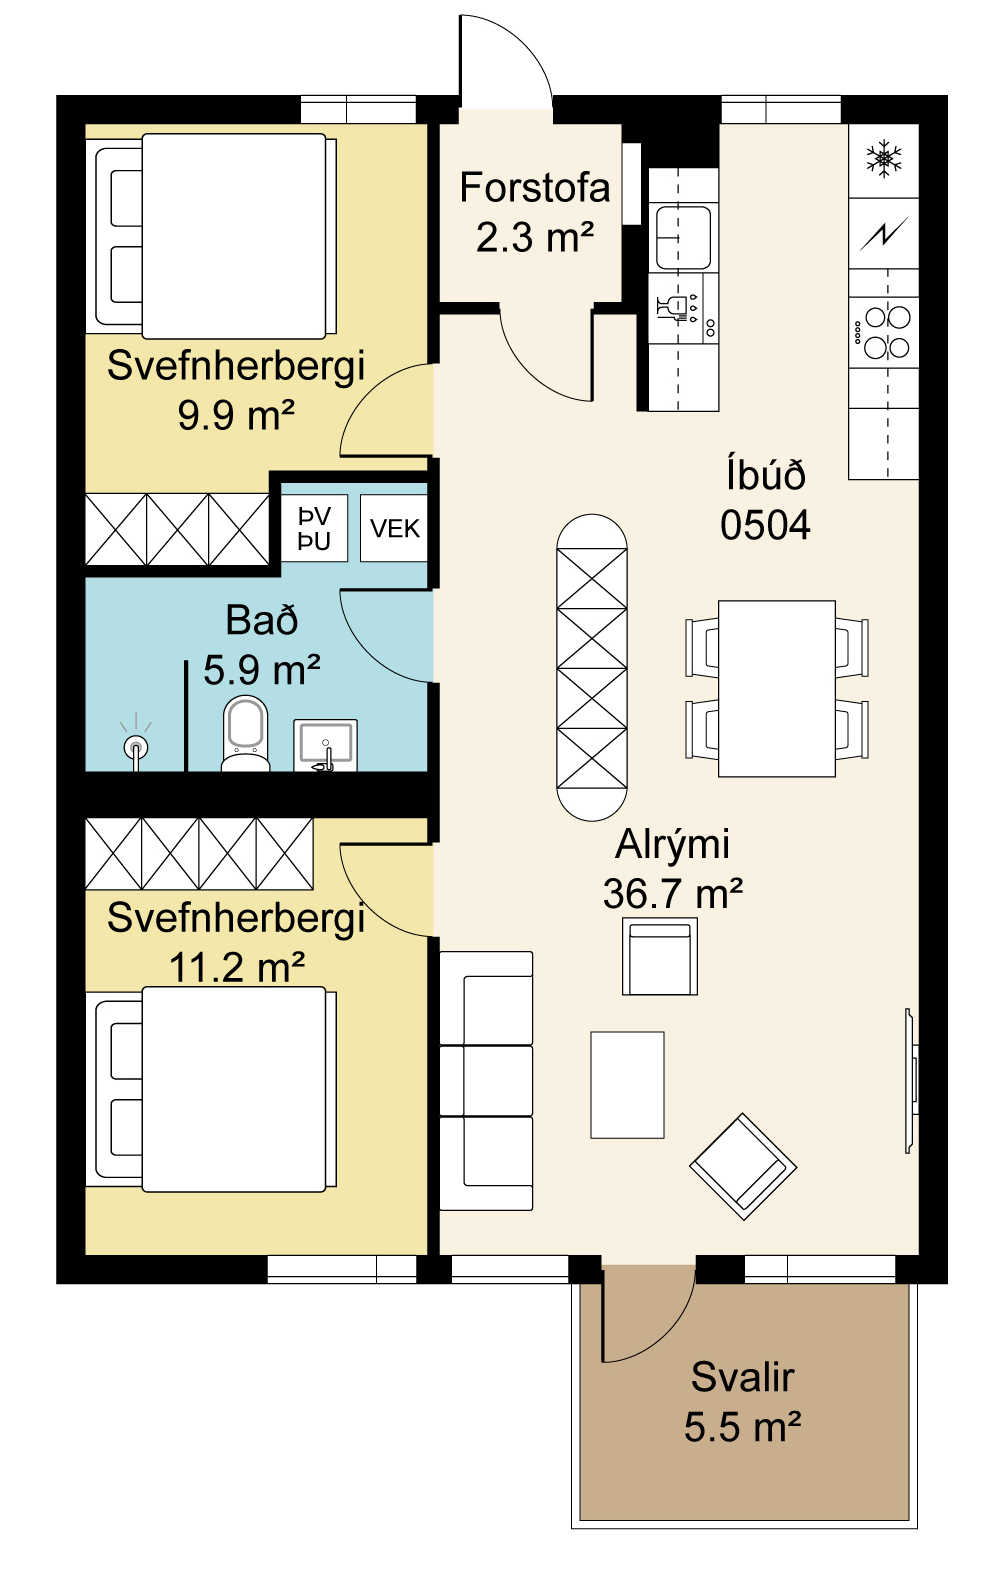 Forstofa
2.3 m²
Svefnherbergi
9.9 m²
Íbúð
0504
ÞV
ÞU
VEK
Bað
5.9 m²
Alrými
36.7 m²
Svefnherbergi
11.2 m²
Svalir
5.5 m²